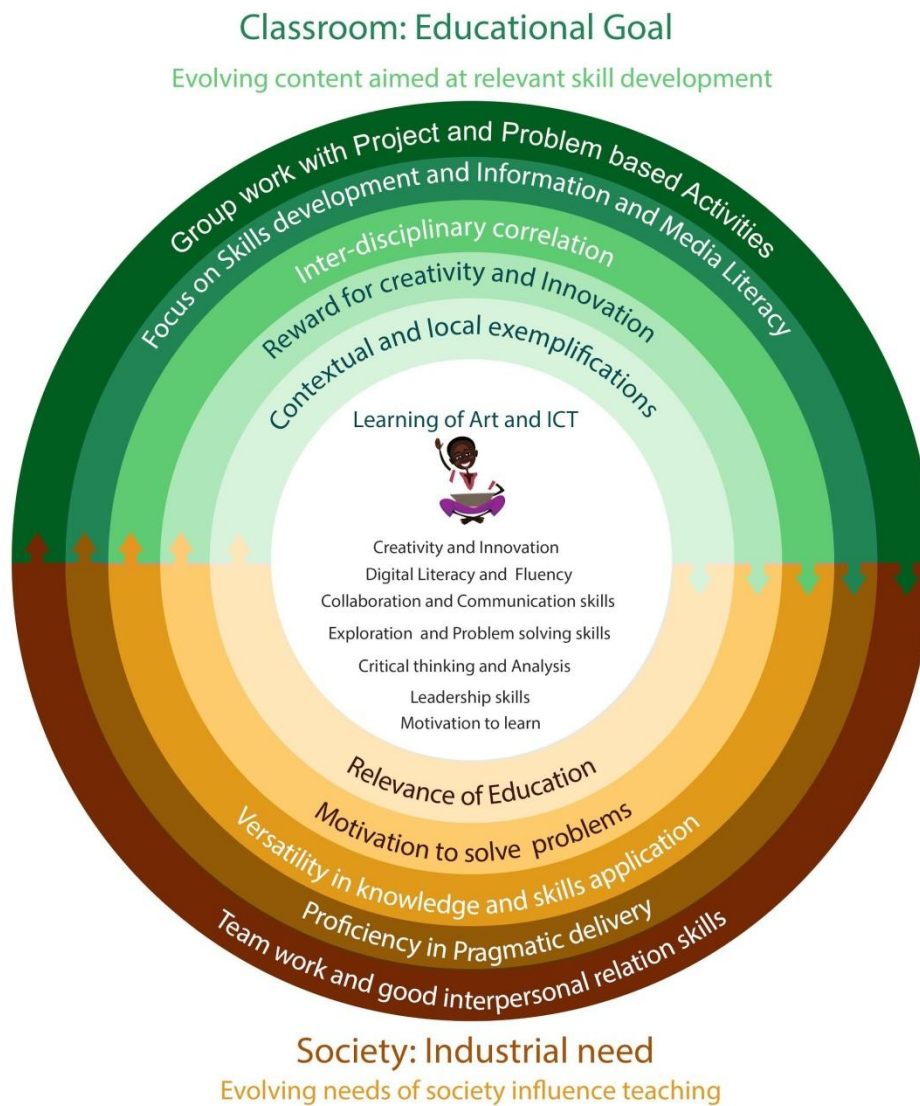 Classroom: Educational Goal
Evolving content aimed at relevant skill development
Group work with Project and Problem based Activities
Focus on Skills development and Information and Media Literacy
Inter-disciplinary correlation
Reward for creativity and Innovation
Contextual and local exemplifications
Learning of Art and ICT
Creativity and Innovation
Digital Literacy and Fluency
Collaboration and Communication skills
Exploration and Problem solving skills
Critical thinking and Analysis
Leadership skills
Motivation to learn
Relevance of Education
Motivation to solve problems
Versatility in knowledge and skills application
Proficiency in Pragmatic delivery
Team work and good interpersonal relation skills
Society: Industrial need
Evolving needs of society influence teaching